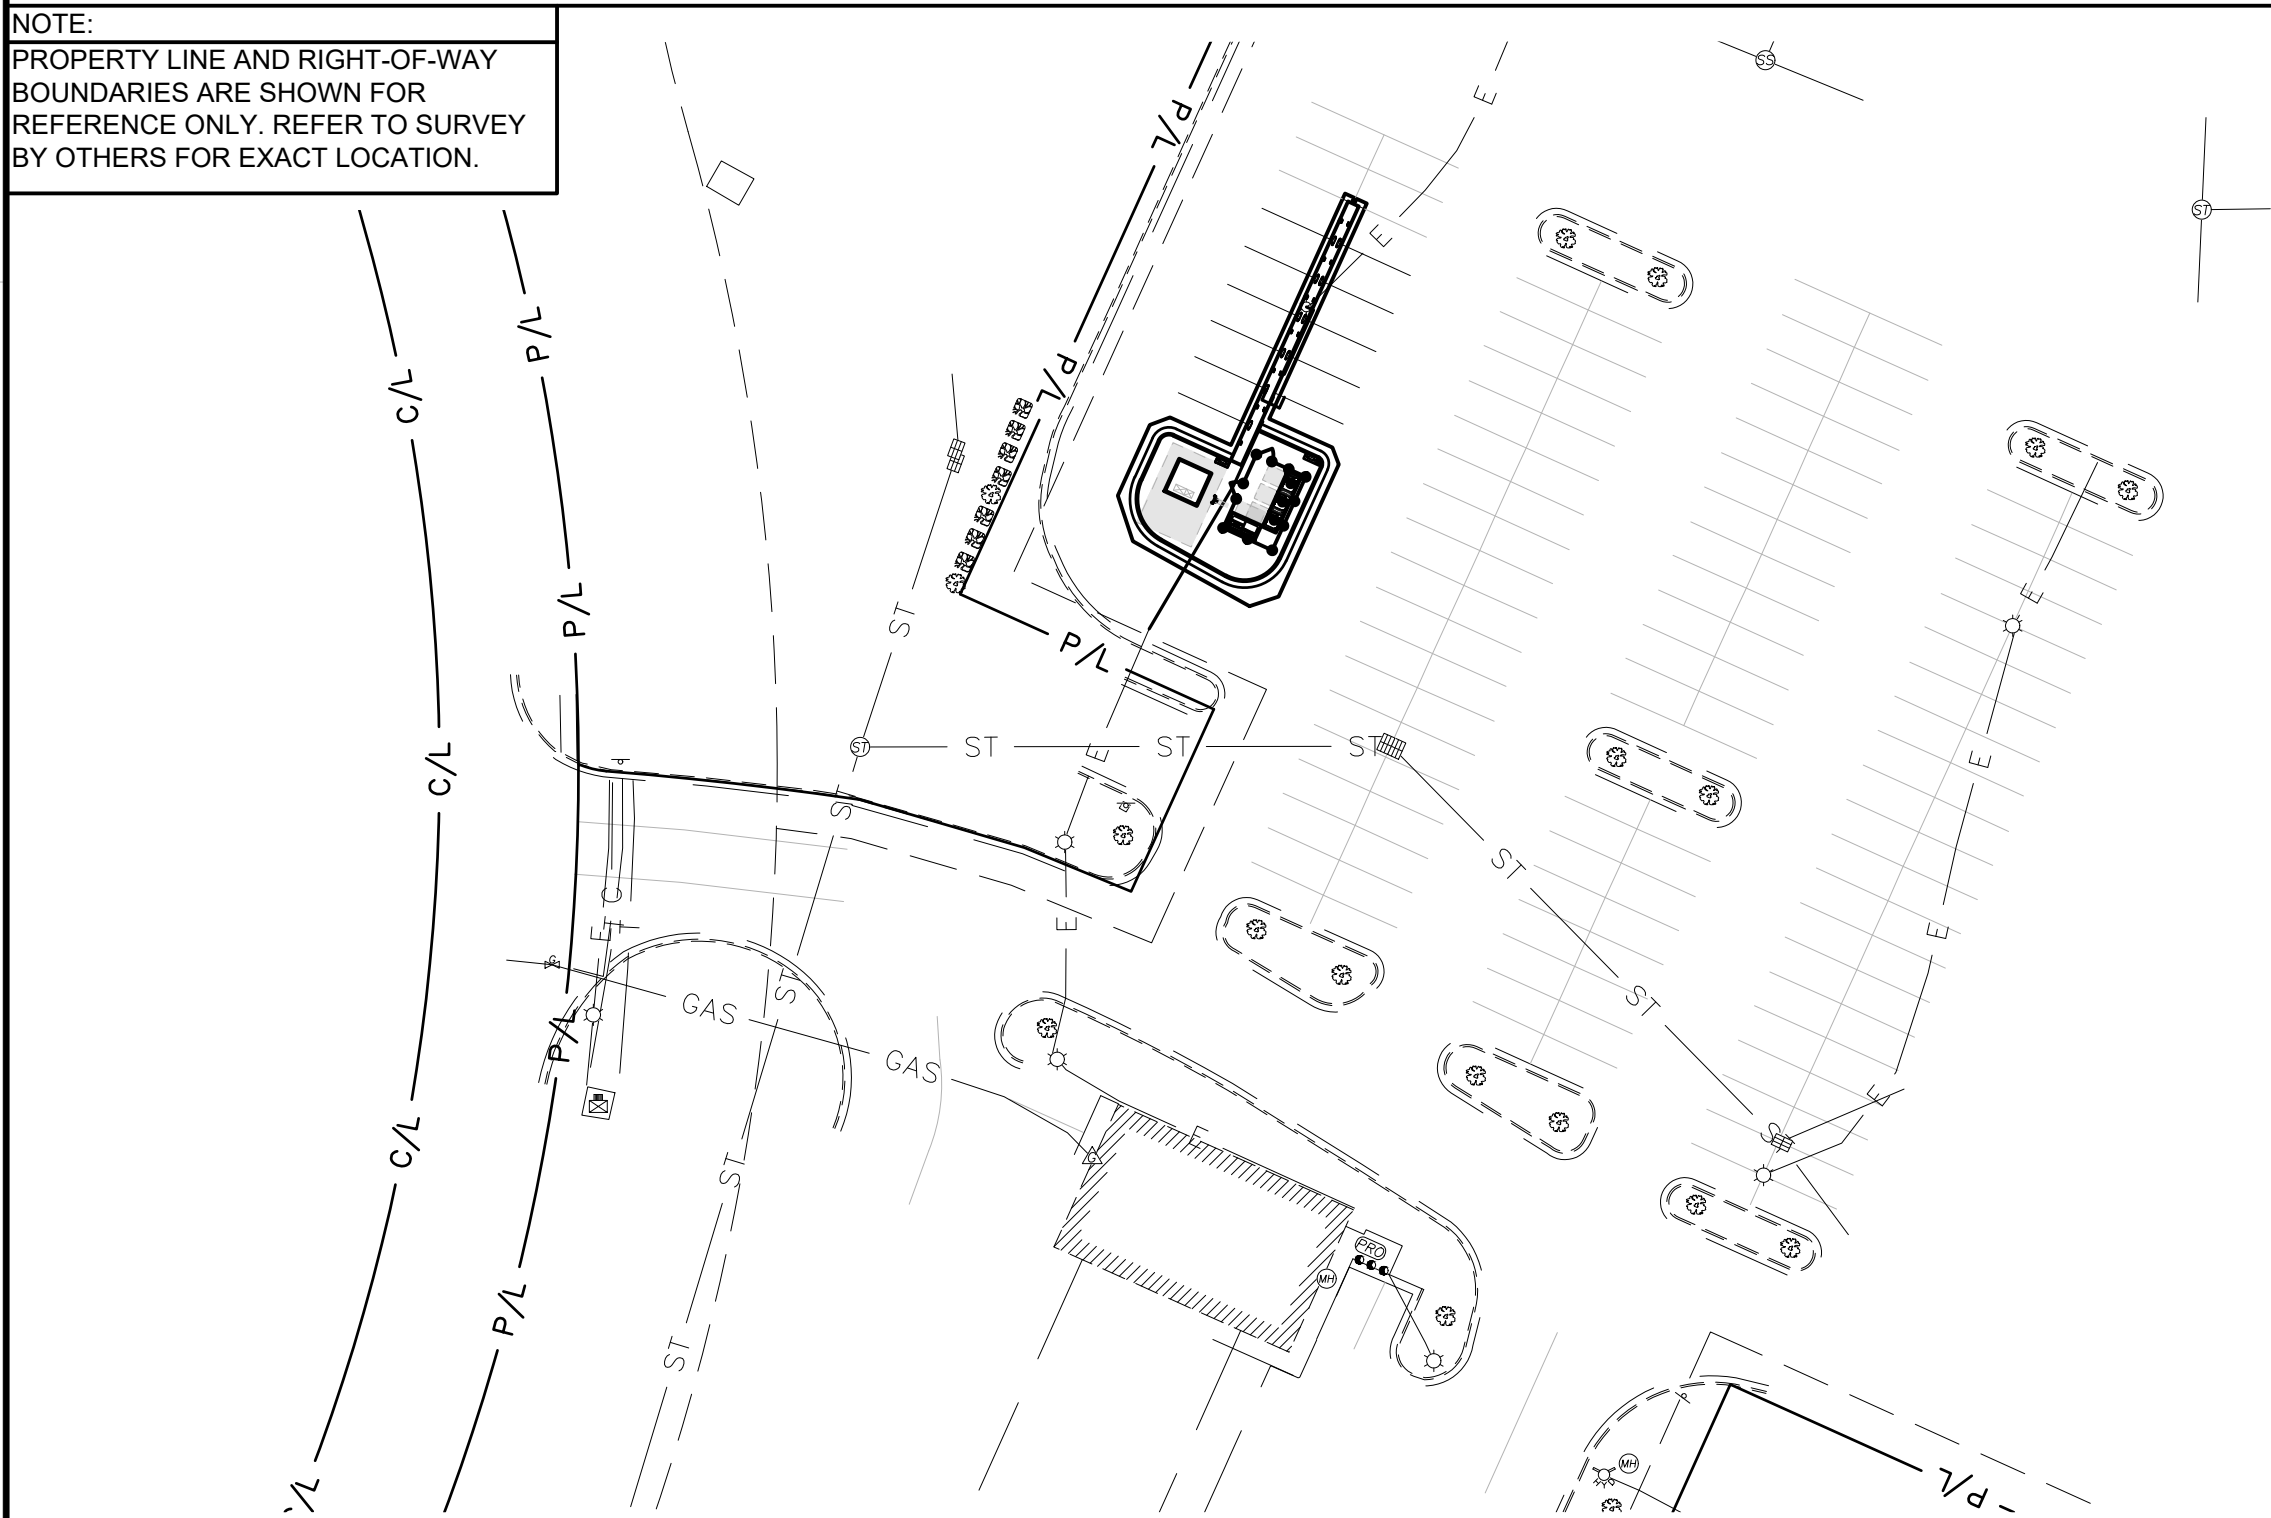 NOTE:
PROPERTY LINE AND RIGHT-OF-WAY
BOUNDARIES ARE SHOWN FOR
REFERENCE ONLY. REFER TO SURVEY
BY OTHERS FOR EXACT LOCATION.
SS
E
P/L
ST
E
P/L
P/L
C/L
P/L
E
P/L
ST
P/L
C/L
ST
ST
E
ST
ST
E
ST
ST
E
E
E
G
ST
ST
P/L
GAS
GAS
E
C/L
G
E
ST
PRO
MH
P/L
ST
MH
P/L
C/L